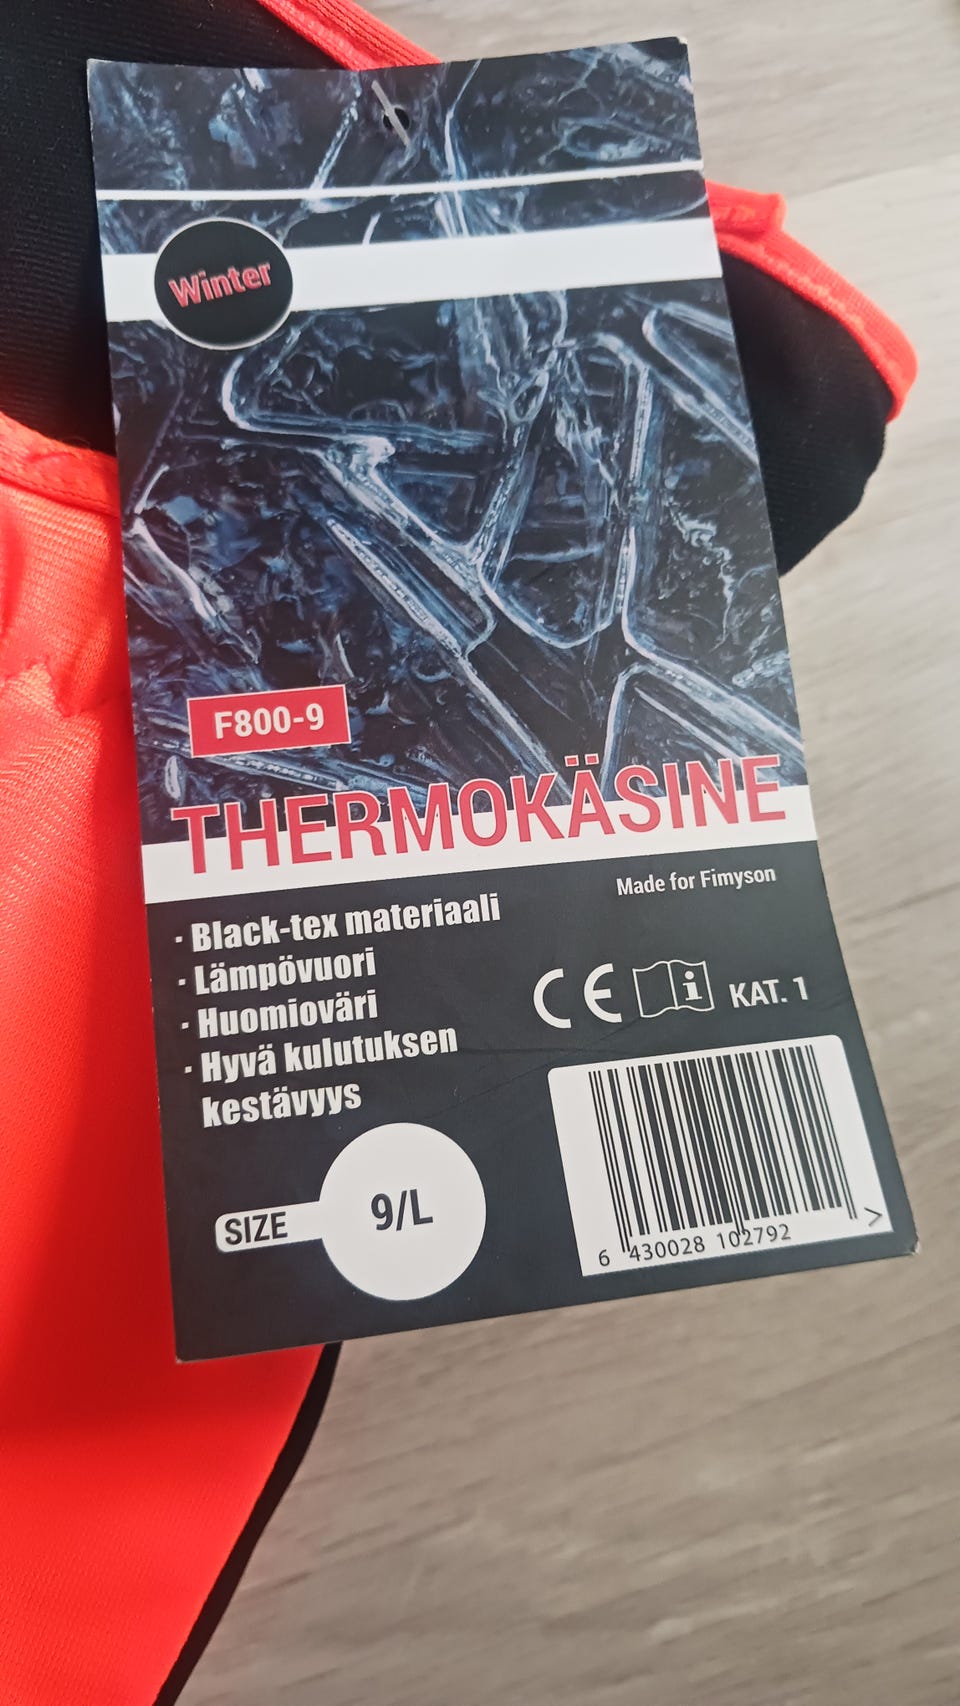 Winter
F800-9
THERMOKÄSINE
Made for Fimyson
· Black-tex materiaali
· Lämpövuori
· Huomioväri
· Hyvä kulutuksen
kestävyys
CE i KAT. 1
SIZE 9/L
6 430028 102792 >